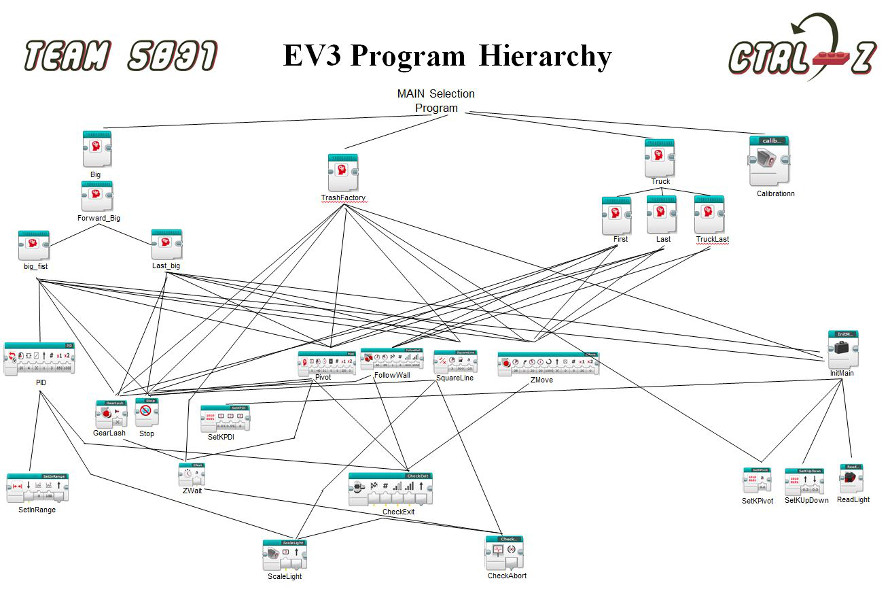 TEAM 5031
EV3 Program Hierarchy
CTRL Z
MAIN Selection
Program
calib...
Big
Forward_Big
TrashFactory
Truck
Calibrationn
First
Last
TruckLast
big_fist
Last_big
PID
Pivot
FollowWall
SquareLine
ZMove
InitMain
GearLash
Stop
SetKPDI
SetInRange
ZWait
CheckExit
SetKPivot
SetKUpDown
ReadLight
ScaleLight
CheckAbort